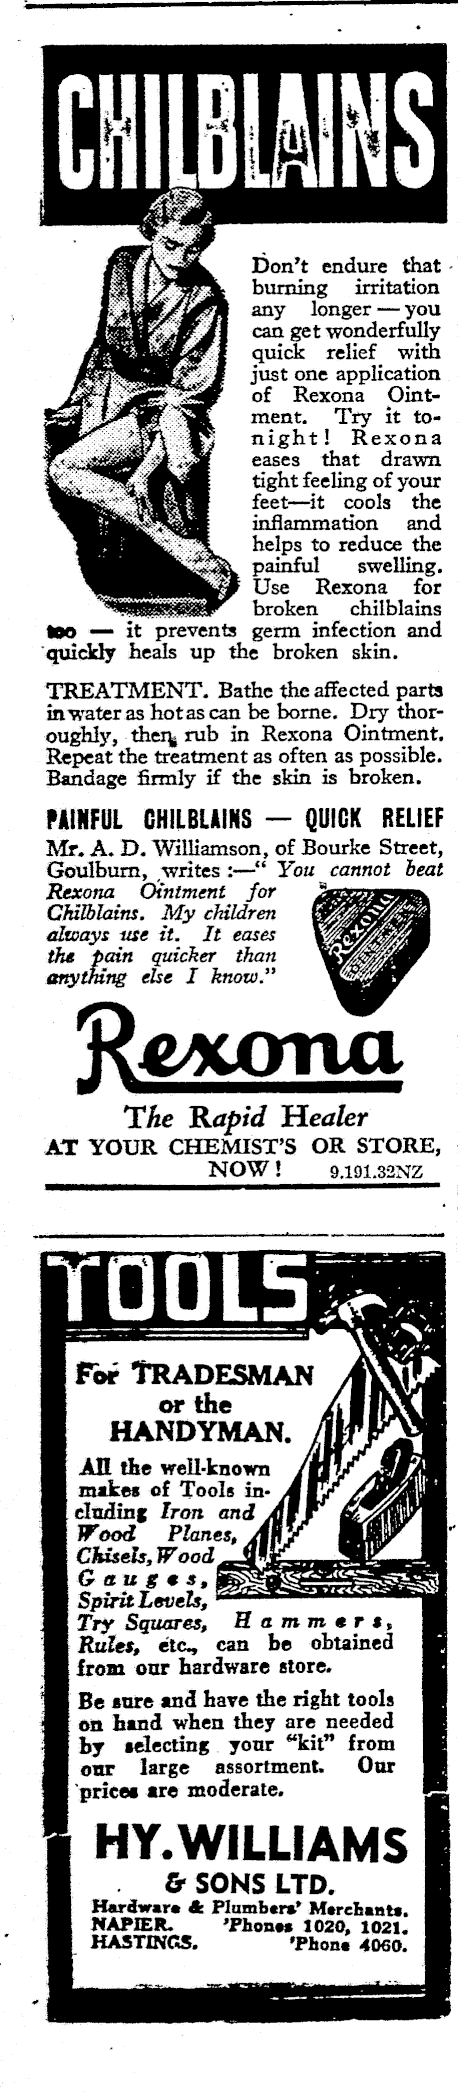 CHILBLAINS
Don't endure that
burning irritation
any longer — you
can get wonderfully
quick relief with
just one application
of Rexona Oint-
ment. Try it to-
night! Rexona
eases that drawn
tight feeling of your
feet—it cools the
inflammation and
helps to reduce the
painful swelling.
Use Rexona for
broken chilblains
too — it prevents germ infection and
quickly heals up the broken skin.
TREATMENT. Bathe the affected parts
in water as hot as can be borne. Dry thor-
oughly, then rub in Rexona Ointment.
Repeat the treatment as often as possible.
Bandage firmly if the skin is broken.
PAINFUL CHILBLAINS — QUICK RELIEF
Mr. A. D. Williamson, of Bourke Street,
Goulburn, writes :—" You cannot beat
Rexona Ointment for
Chilblains. My children
always use it. It eases
the pain quicker than
anything else I know."
Rexona
OINTMENT
Rexona
The Rapid Healer
AT YOUR CHEMIST'S OR STORE,
NOW! 9.191.32NZ
TOOLS
For TRADESMAN
or the
HANDYMAN.
All the well-known
makes of Tools in-
cluding Iron and
Wood Planes,
Chisels, Wood
Gauges,
Spirit Levels,
Try Squares, Hammers,
Rules, etc., can be obtained
from our hardware store.
Be sure and have the right tools
on hand when they are needed
by selecting your "kit" from
our large assortment. Our
prices are moderate.
HY. WILLIAMS
& SONS LTD.
Hardware & Plumbers' Merchants.
NAPIER. 'Phones 1020, 1021.
HASTINGS. 'Phone 4060.